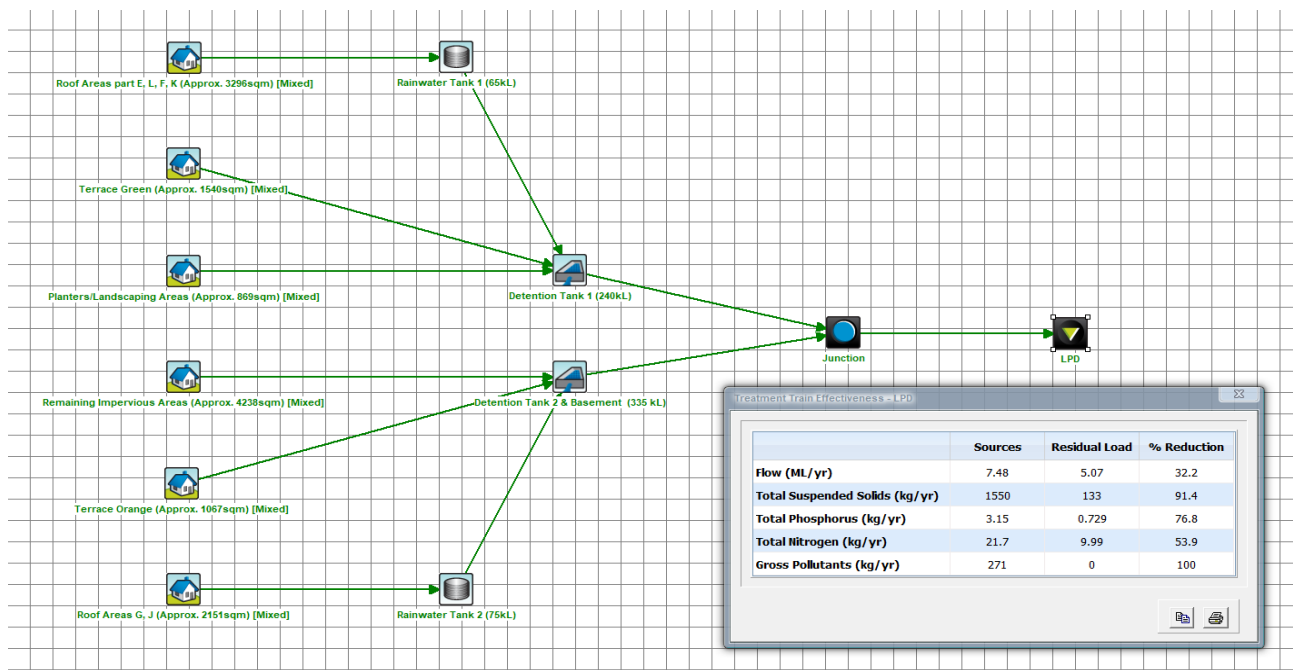 Roof Areas part E, L, F, K (Approx. 3296sqm) [Mixed]
Rainwater Tank 1 (65kL)
Terrace Green (Approx. 1540sqm) [Mixed]
Planters/Landscaping Areas (Approx. 869sqm) [Mixed]
Detention Tank 1 (240kL)
Junction
LPD
Remaining Impervious Areas (Approx. 4238sqm) [Mixed]
Detention Tank 2 & Basement (335 kL)
Terrace Orange (Approx. 1067sqm) [Mixed]
Roof Areas G, J (Approx. 2151sqm) [Mixed]
Rainwater Tank 2 (75kL)
Treatment Train Effectiveness - LPD
Sources Residual Load % Reduction
Flow (ML/yr) 7.48 5.07 32.2
Total Suspended Solids (kg/yr) 1550 133 91.4
Total Phosphorus (kg/yr) 3.15 0.729 76.8
Total Nitrogen (kg/yr) 21.7 9.99 53.9
Gross Pollutants (kg/yr) 271 0 100